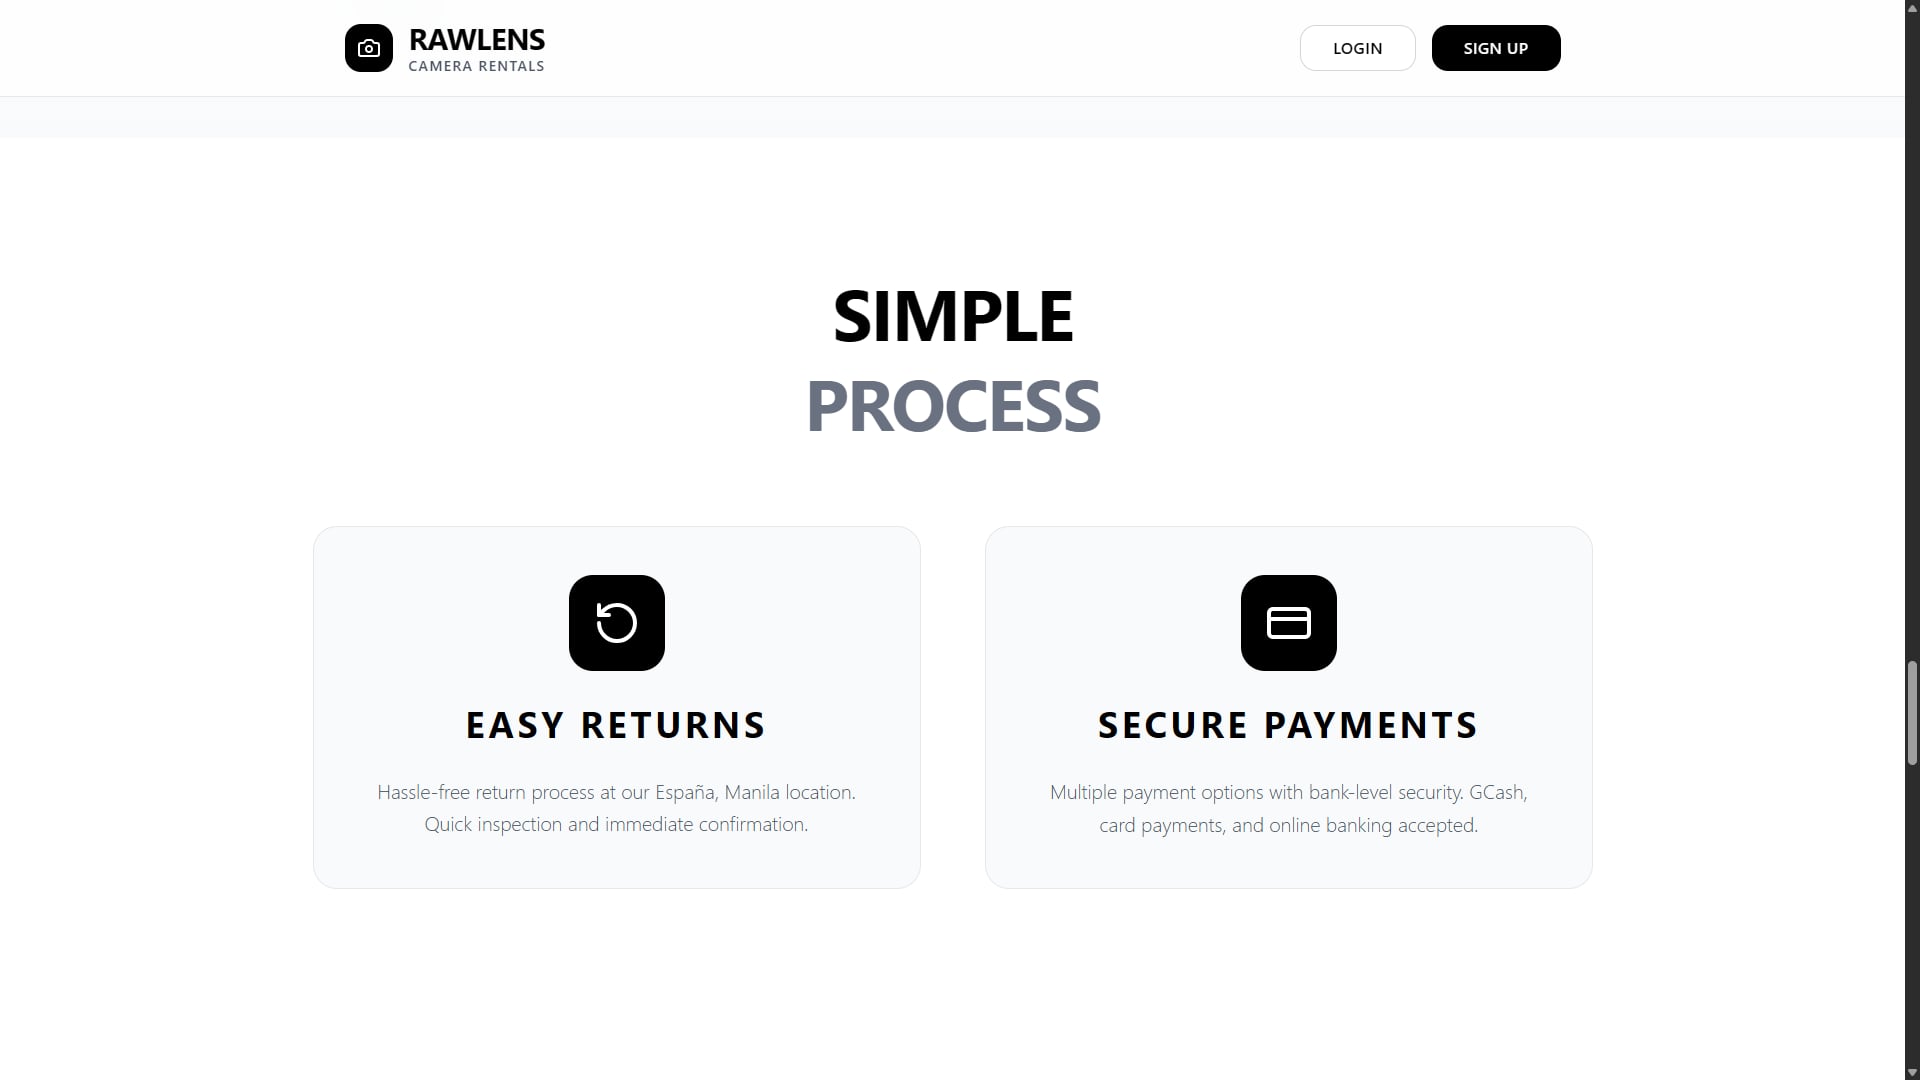 RAWLENS
CAMERA RENTALS
LOGIN
SIGN UP
SIMPLE
PROCESS
EASY RETURNS
Hassle-free return process at our España, Manila location.
Quick inspection and immediate confirmation.
SECURE PAYMENTS
Multiple payment options with bank-level security. GCash,
card payments, and online banking accepted.